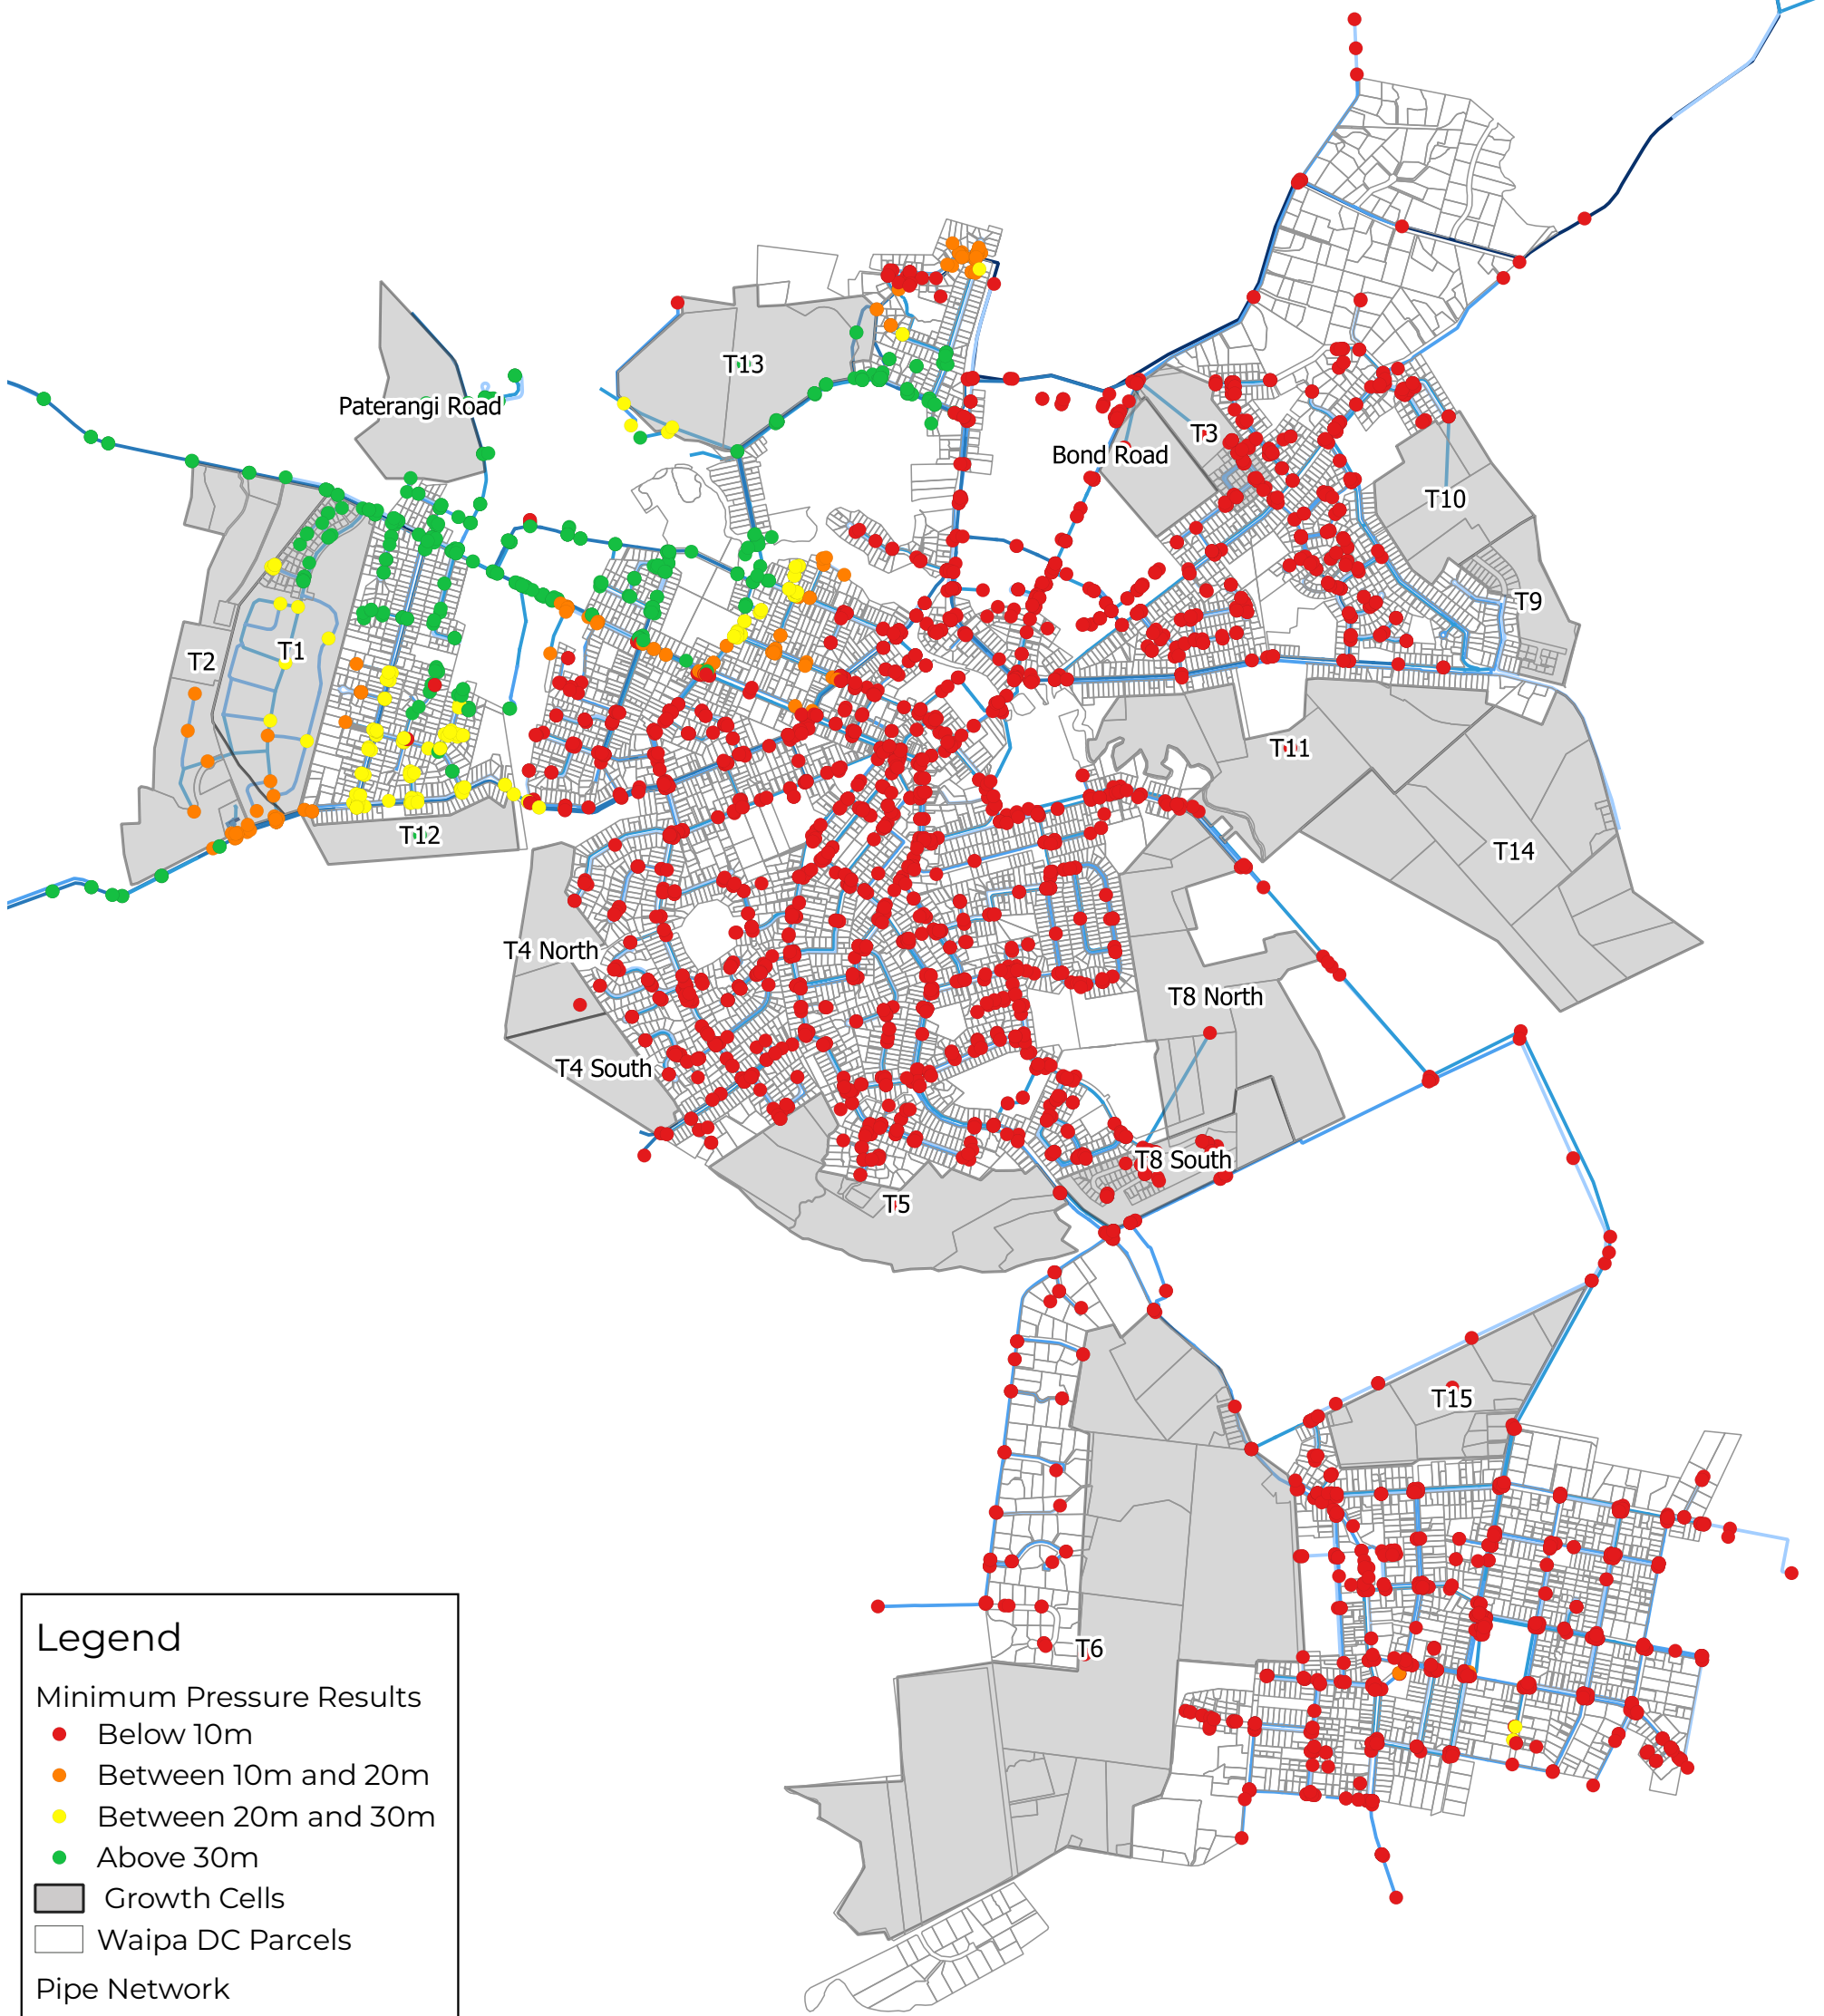 T13
Paterangi Road
T3
Bond Road
T10
T9
T1
T2
T11
T12
T14
T4 North
T8 North
T4 South
T8 South
T5
T15
T6
Legend
Minimum Pressure Results
Below 10m
Between 10m and 20m
Between 20m and 30m
Above 30m
Growth Cells
Waipa DC Parcels
Pipe Network